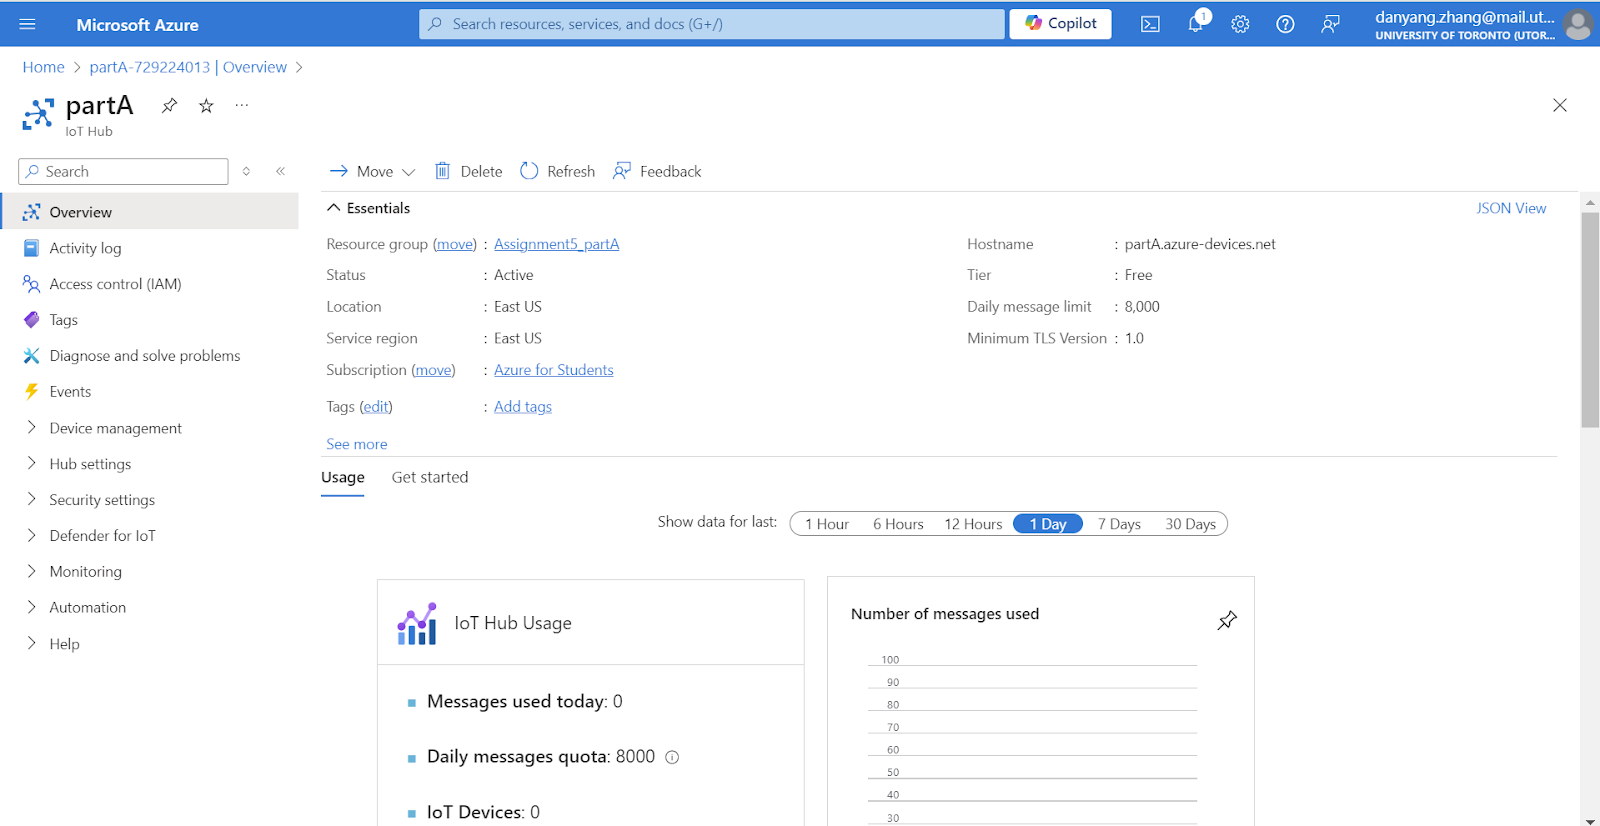 Microsoft Azure
Search resources, services, and docs (G+/)
Copilot
1
danyang.zhang@mail.ut...
UNIVERSITY OF TORONTO (UTOR...
Home > partA-729224013 | Overview >
partA
IoT Hub
Search
Overview
Activity log
Access control (IAM)
Tags
Diagnose and solve problems
Events
Device management
Hub settings
Security settings
Defender for IoT
Monitoring
Automation
Help
Move Delete Refresh Feedback
Essentials
JSON View
Resource group (move) : Assignment5_partA
Status : Active
Location : East US
Service region : East US
Subscription (move) : Azure for Students
Tags (edit) : Add tags
See more
Hostname : partA.azure-devices.net
Tier : Free
Daily message limit : 8,000
Minimum TLS Version : 1.0
Usage Get started
Show data for last: 1 Hour 6 Hours 12 Hours 1 Day 7 Days 30 Days
IoT Hub Usage
Messages used today: 0
Daily messages quota: 8000
IoT Devices: 0
Number of messages used
100
90
80
70
60
50
40
30